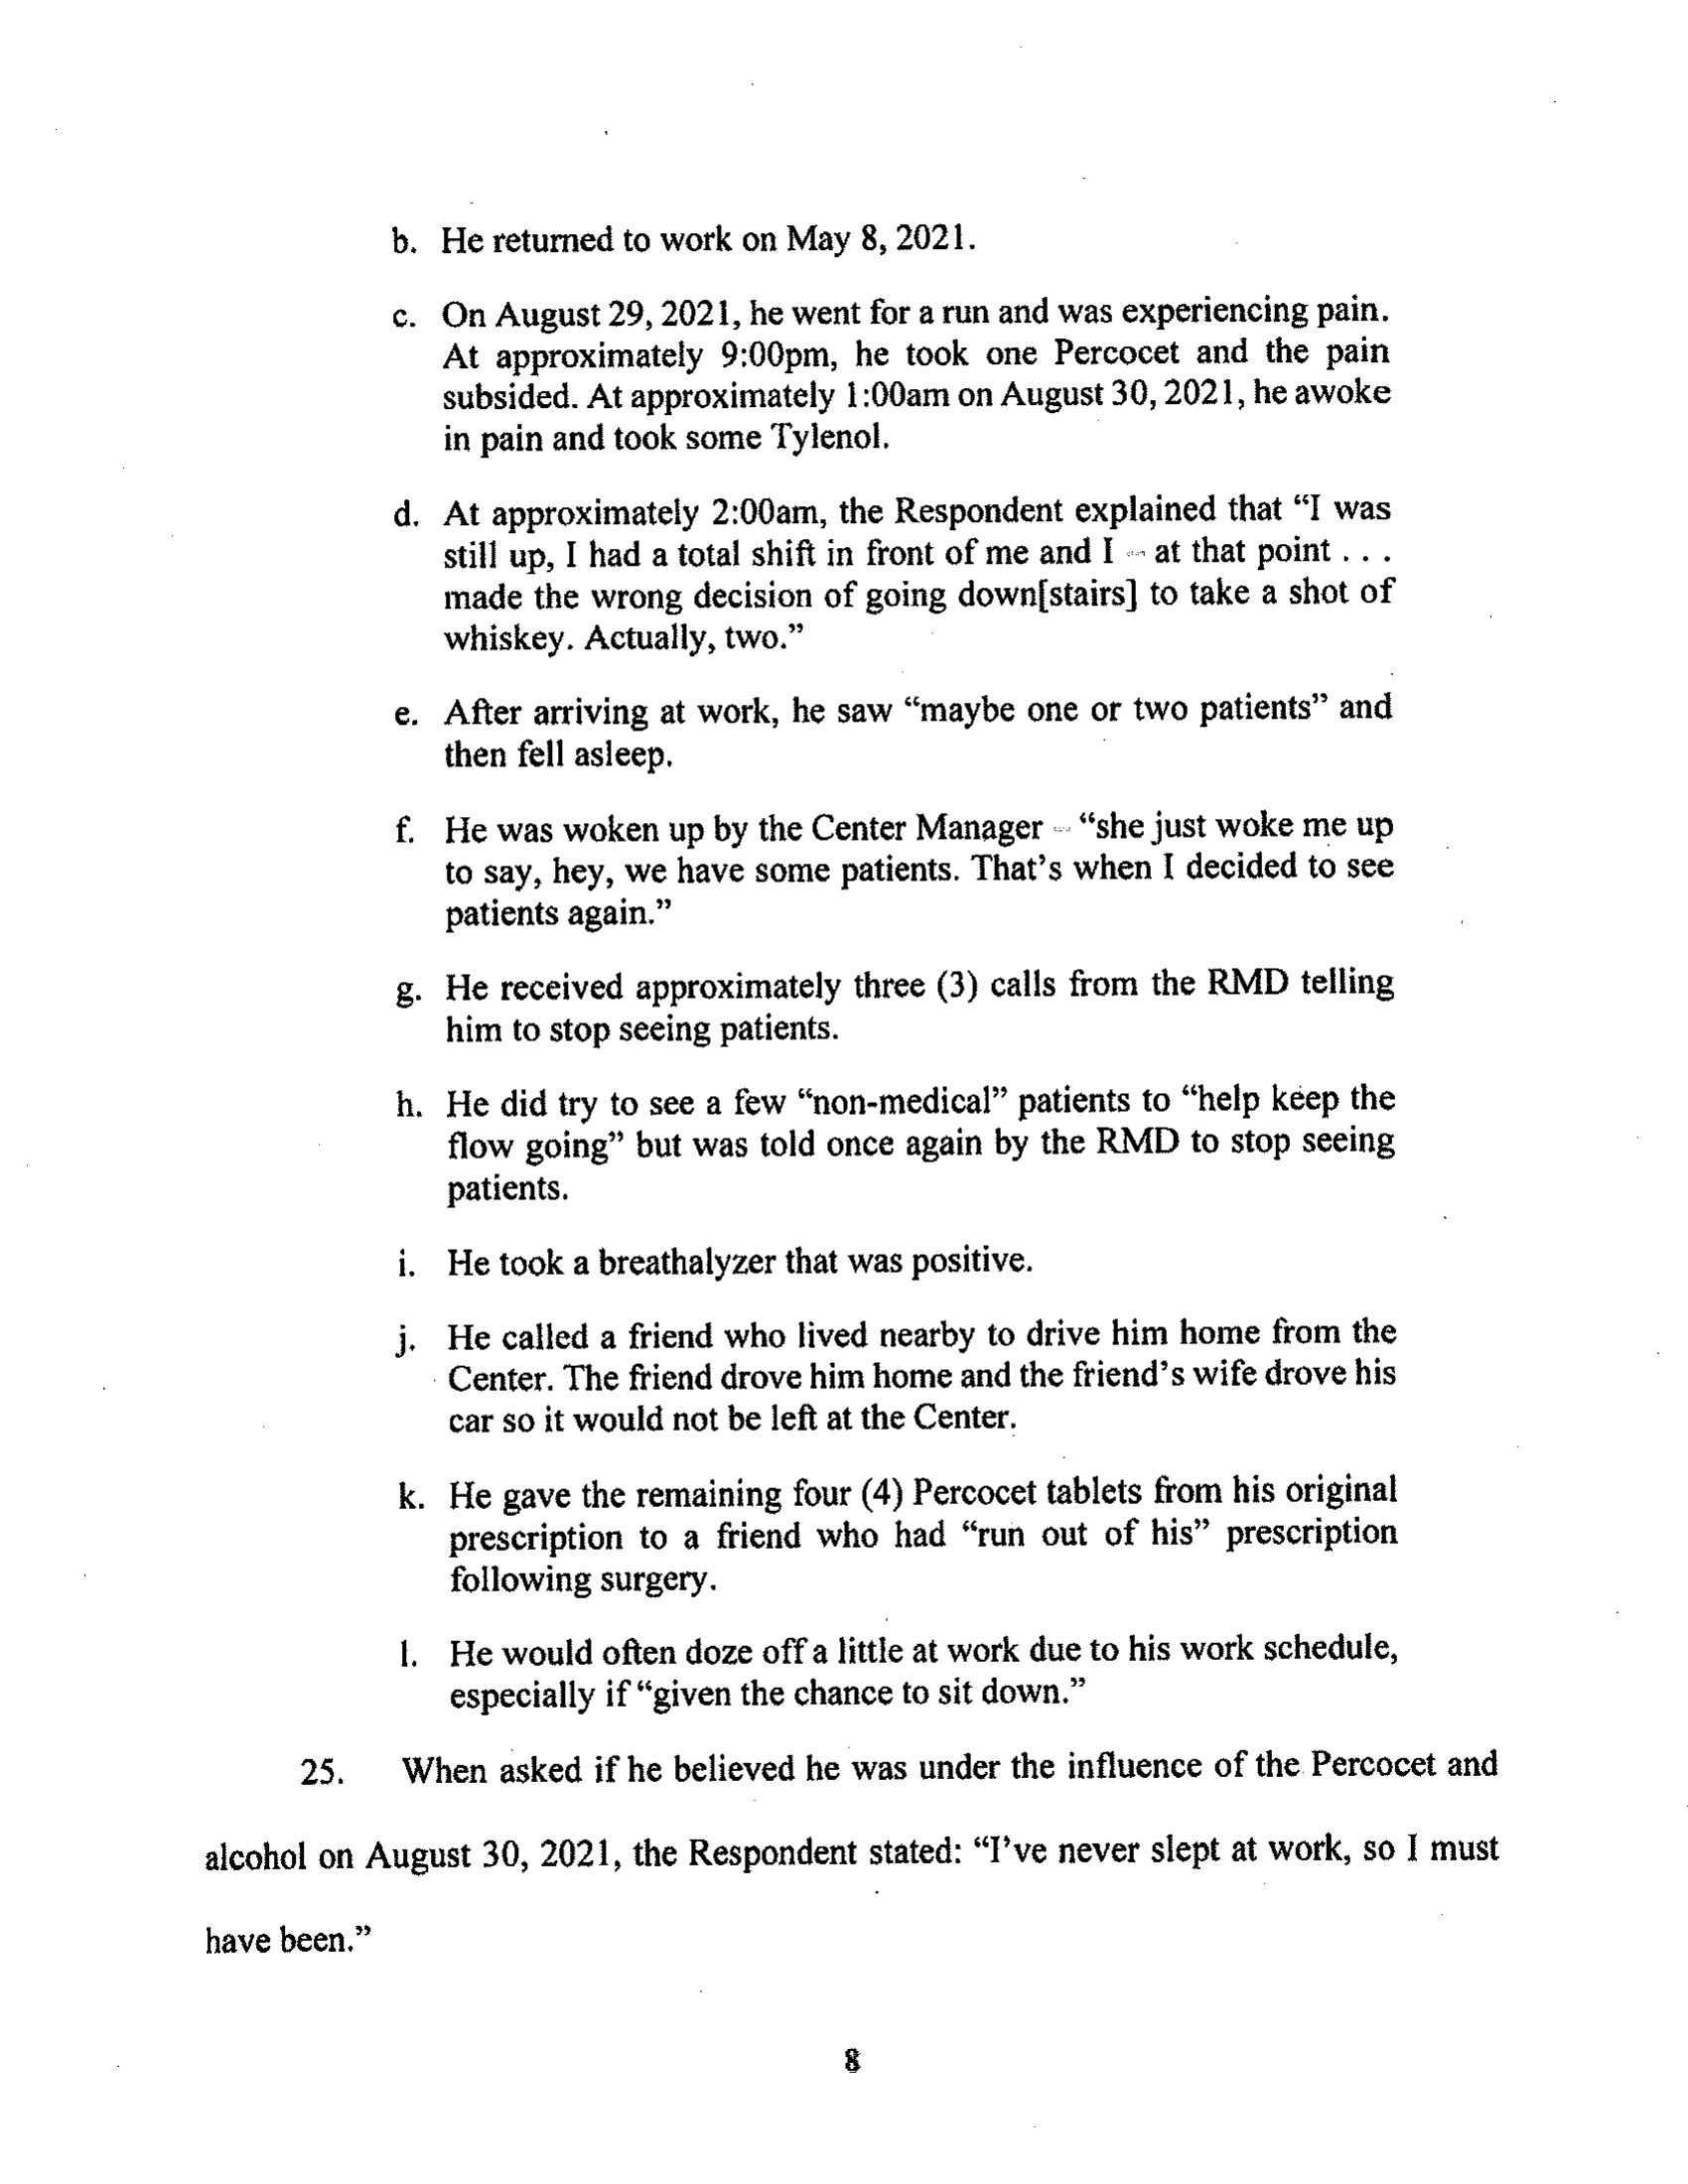 b. He returned to work on May 8, 2021.
c. On August 29, 2021, he went for a run and was experiencing pain.
At approximately 9:00pm, he took one Percocet and the pain
subsided. At approximately 1:00am on August 30, 2021, he awoke
in pain and took some Tylenol.
d. At approximately 2:00am, the Respondent explained that “I was
still up, I had a total shift in front of me and I -- at that point . . .
made the wrong decision of going down[stairs] to take a shot of
whiskey. Actually, two.”
e. After arriving at work, he saw “maybe one or two patients” and
then fell asleep.
f. He was woken up by the Center Manager -- “she just woke me up
to say, hey, we have some patients. That’s when I decided to see
patients again.”
g. He received approximately three (3) calls from the RMD telling
him to stop seeing patients.
h. He did try to see a few “non-medical” patients to “help keep the
flow going” but was told once again by the RMD to stop seeing
patients.
i. He took a breathalyzer that was positive.
j. He called a friend who lived nearby to drive him home from the
Center. The friend drove him home and the friend’s wife drove his
car so it would not be left at the Center.
k. He gave the remaining four (4) Percocet tablets from his original
prescription to a friend who had “run out of his” prescription
following surgery.
l. He would often doze off a little at work due to his work schedule,
especially if “given the chance to sit down.”
25. When asked if he believed he was under the influence of the Percocet and
alcohol on August 30, 2021, the Respondent stated: “I’ve never slept at work, so I must
have been.”
8